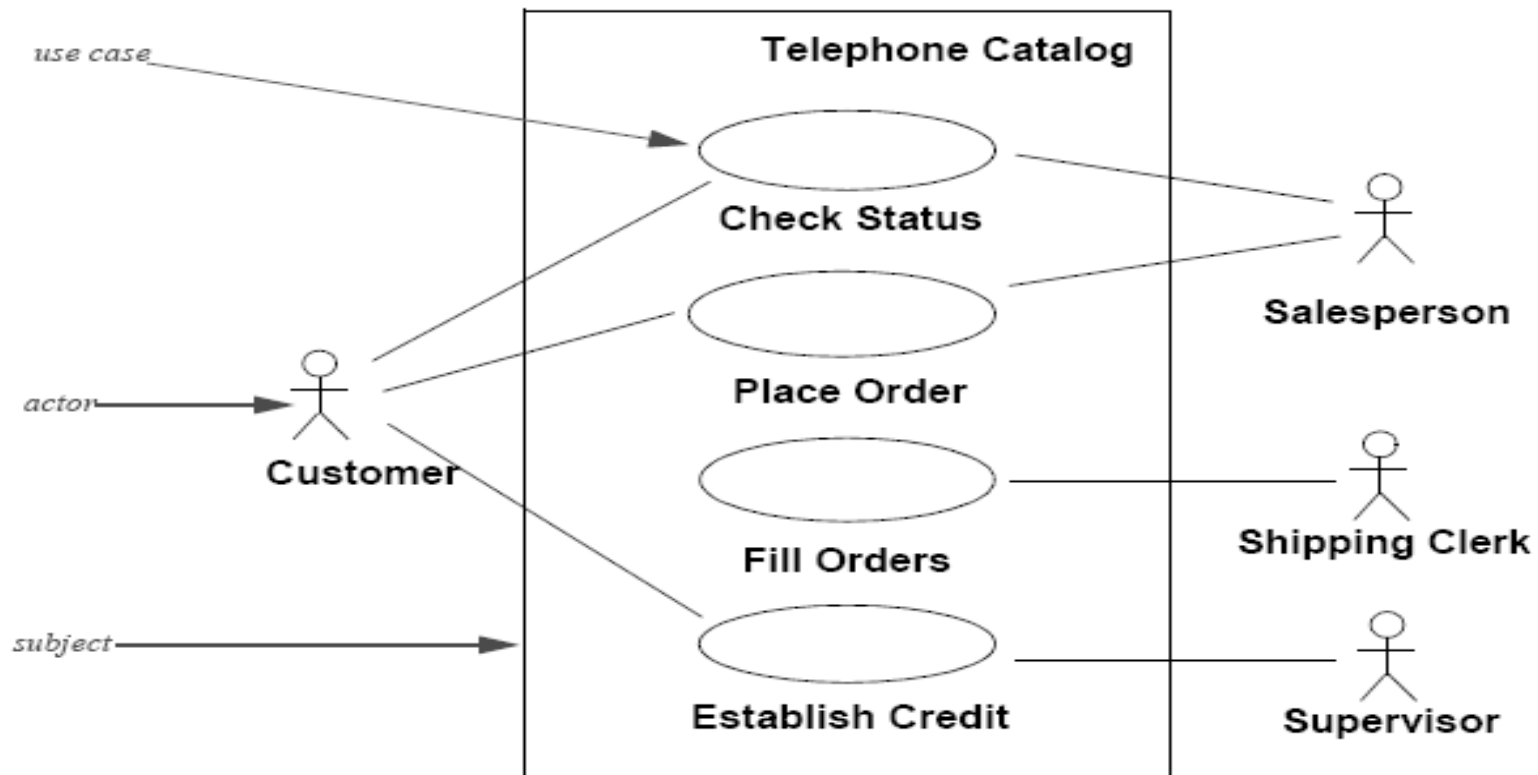 use case
Telephone Catalog
Check Status
Salesperson
Place Order
actor
Customer
Fill Orders
Shipping Clerk
subject
Establish Credit
Supervisor